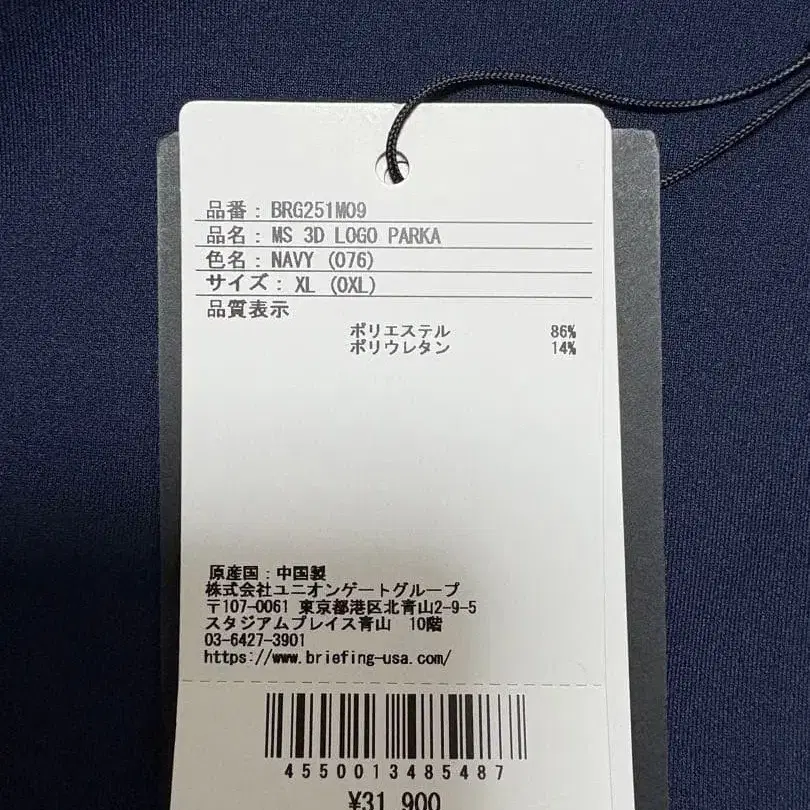 品番：BRG251M09
品名：MS 3D LOGO PARKA
色名：NAVY (076)
サイズ：XL (0XL)
品質表示
ポリエステル 86%
ポリウレタン 14%
原産国：中国製
株式会社ユニオンゲートグループ
〒107-0061 東京都港区北青山2-9-5
スタジアムプレイス青山 10階
03-6427-3901
https://www.briefing-usa.com/
4550013485487
¥31,900